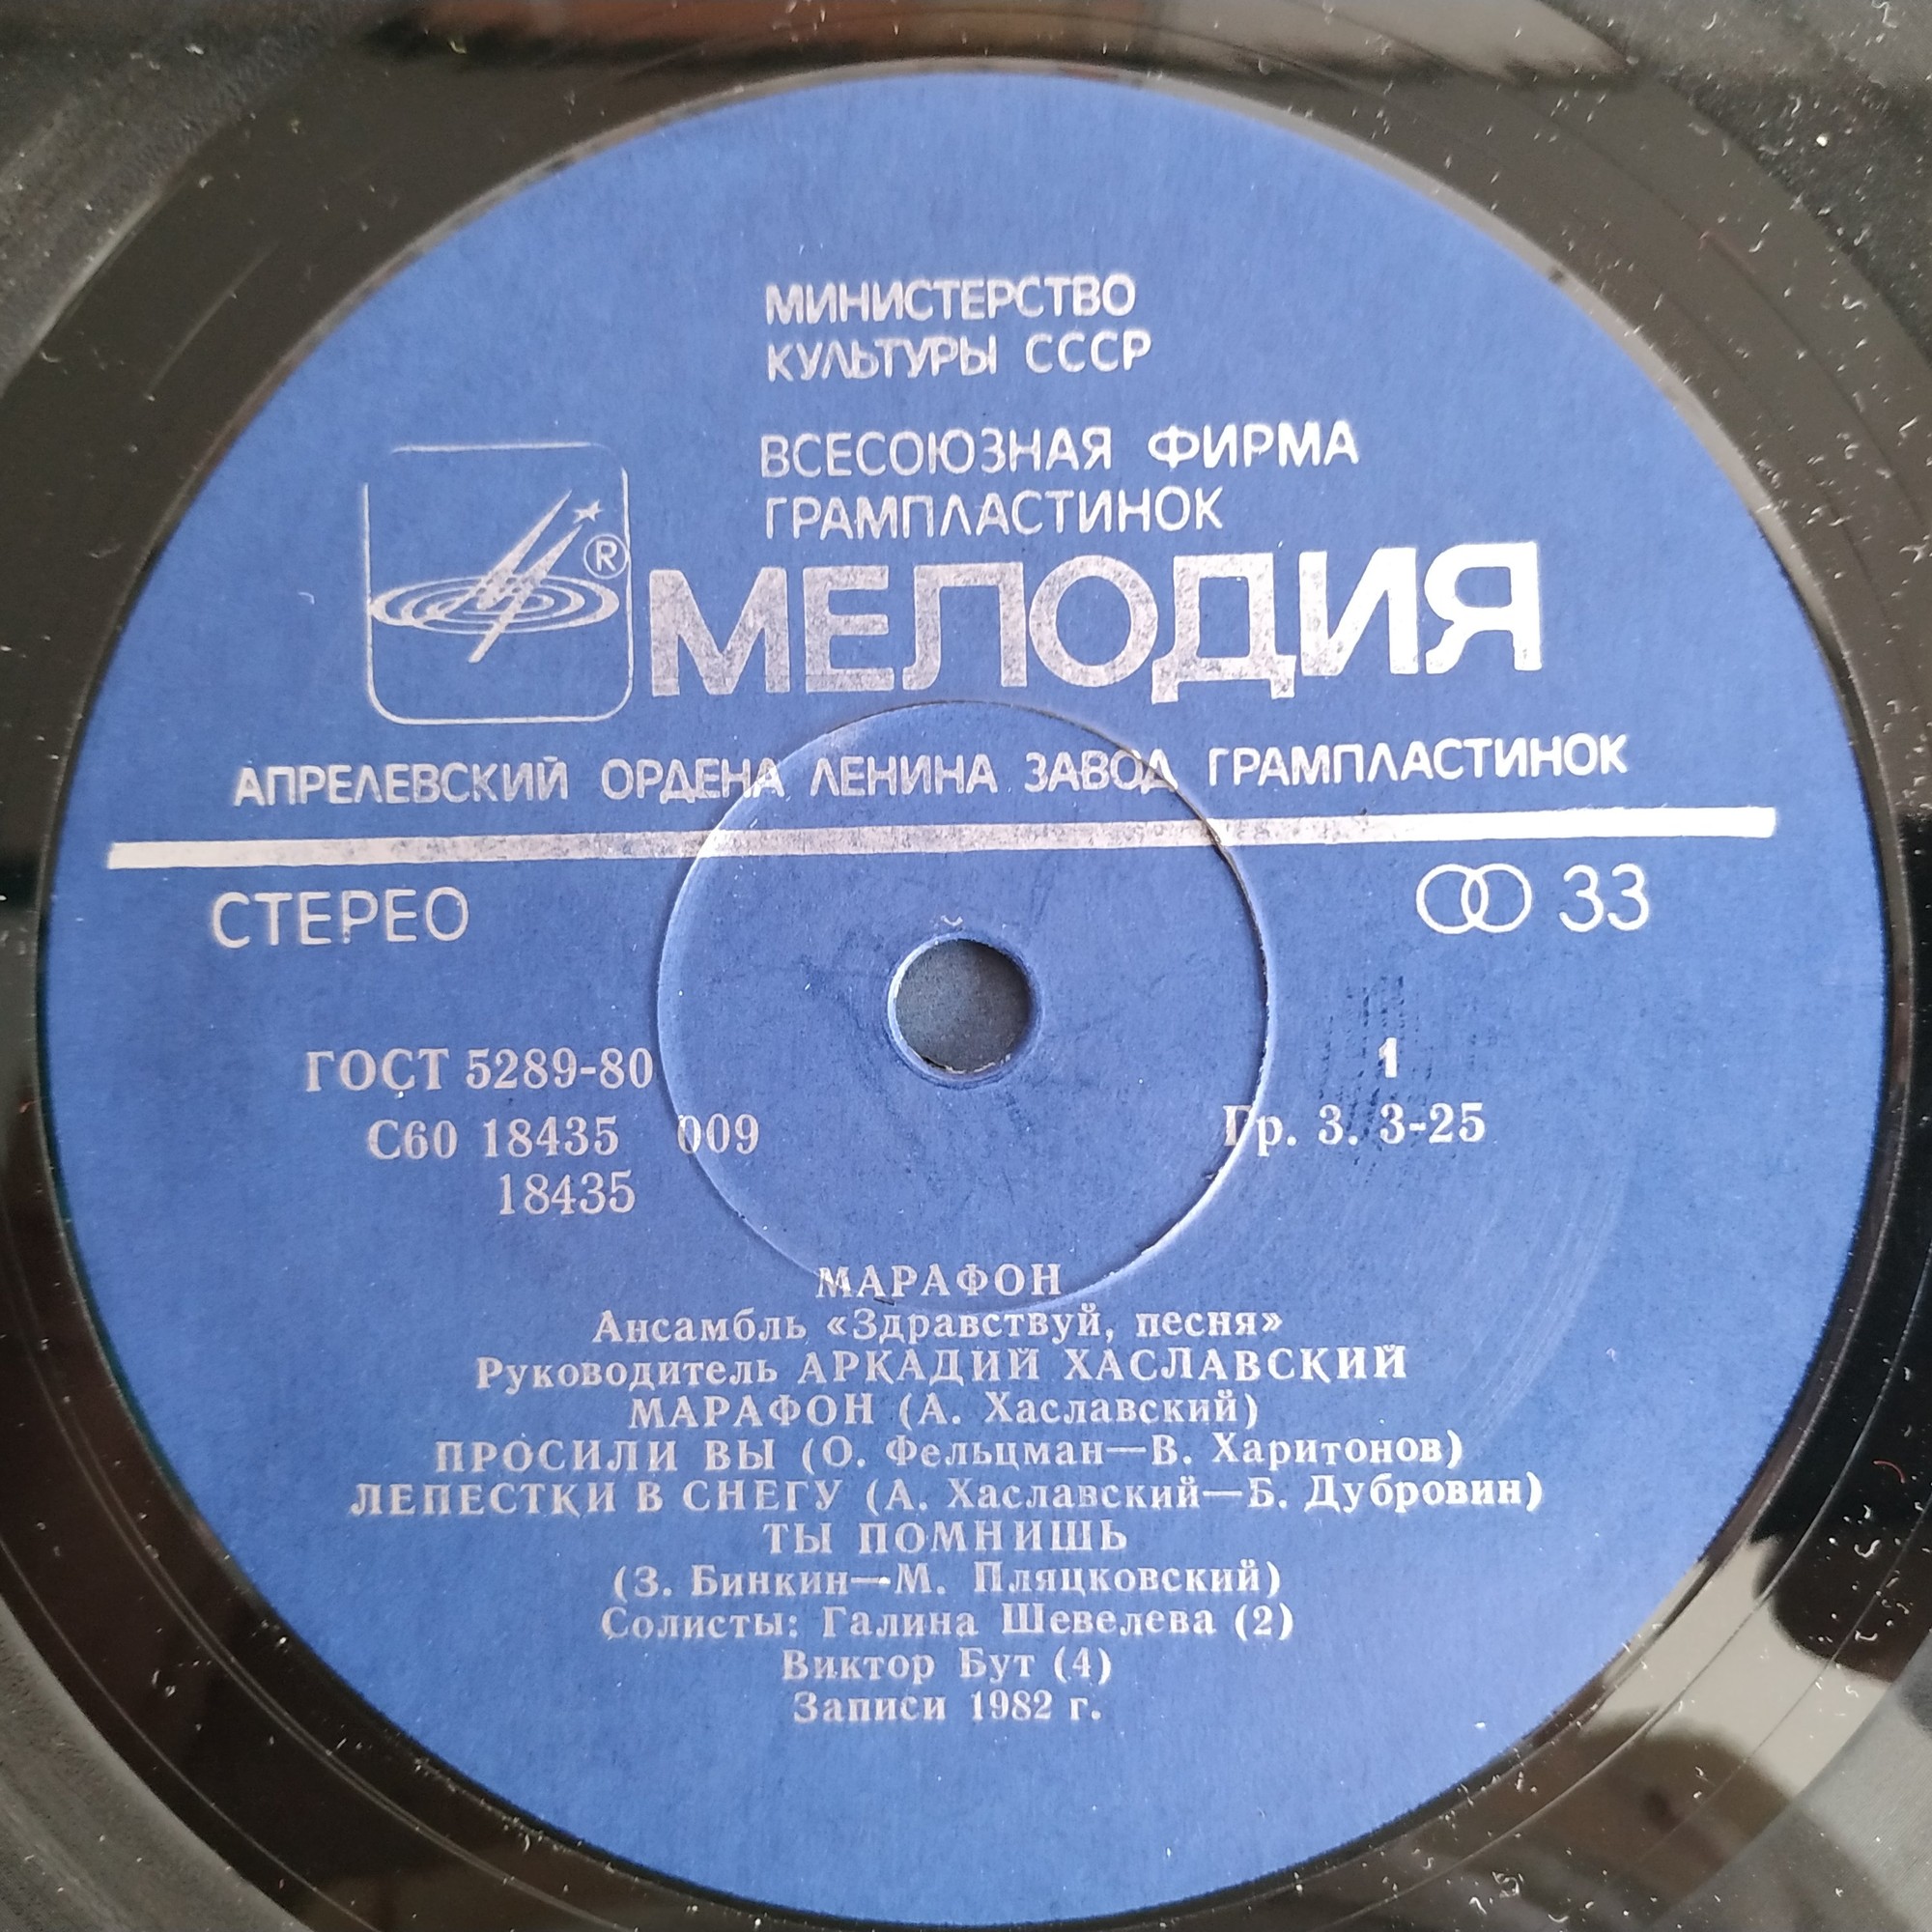 МИНИСТЕРСТВО
КУЛЬТУРЫ СССР
ВСЕСОЮЗНАЯ ФИРМА
ГРАМПЛАСТИНОК
® МЕЛОДИЯ
АПРЕЛЕВСКИЙ ОРДЕНА ЛЕНИНА ЗАВОД ГРАМПЛАСТИНОК
СТЕРЕО 33
ГОСТ 5289-80 1
С60 18435 009 Гр. 3. 3-25
18435
МАРАФОН
Ансамбль «Здравствуй, песня»
Руководитель АРКАДИЙ ХАСЛАВСКИЙ
МАРАФОН (А. Хаславский)
ПРОСИЛИ ВЫ (О. Фельцман—В. Харитонов)
ЛЕПЕСТКИ В СНЕГУ (А. Хаславский—Б. Дубровин)
ТЫ ПОМНИШЬ
(З. Бинкин—М. Пляцковский)
Солисты: Галина Шевелева (2)
Виктор Бут (4)
Записи 1982 г.